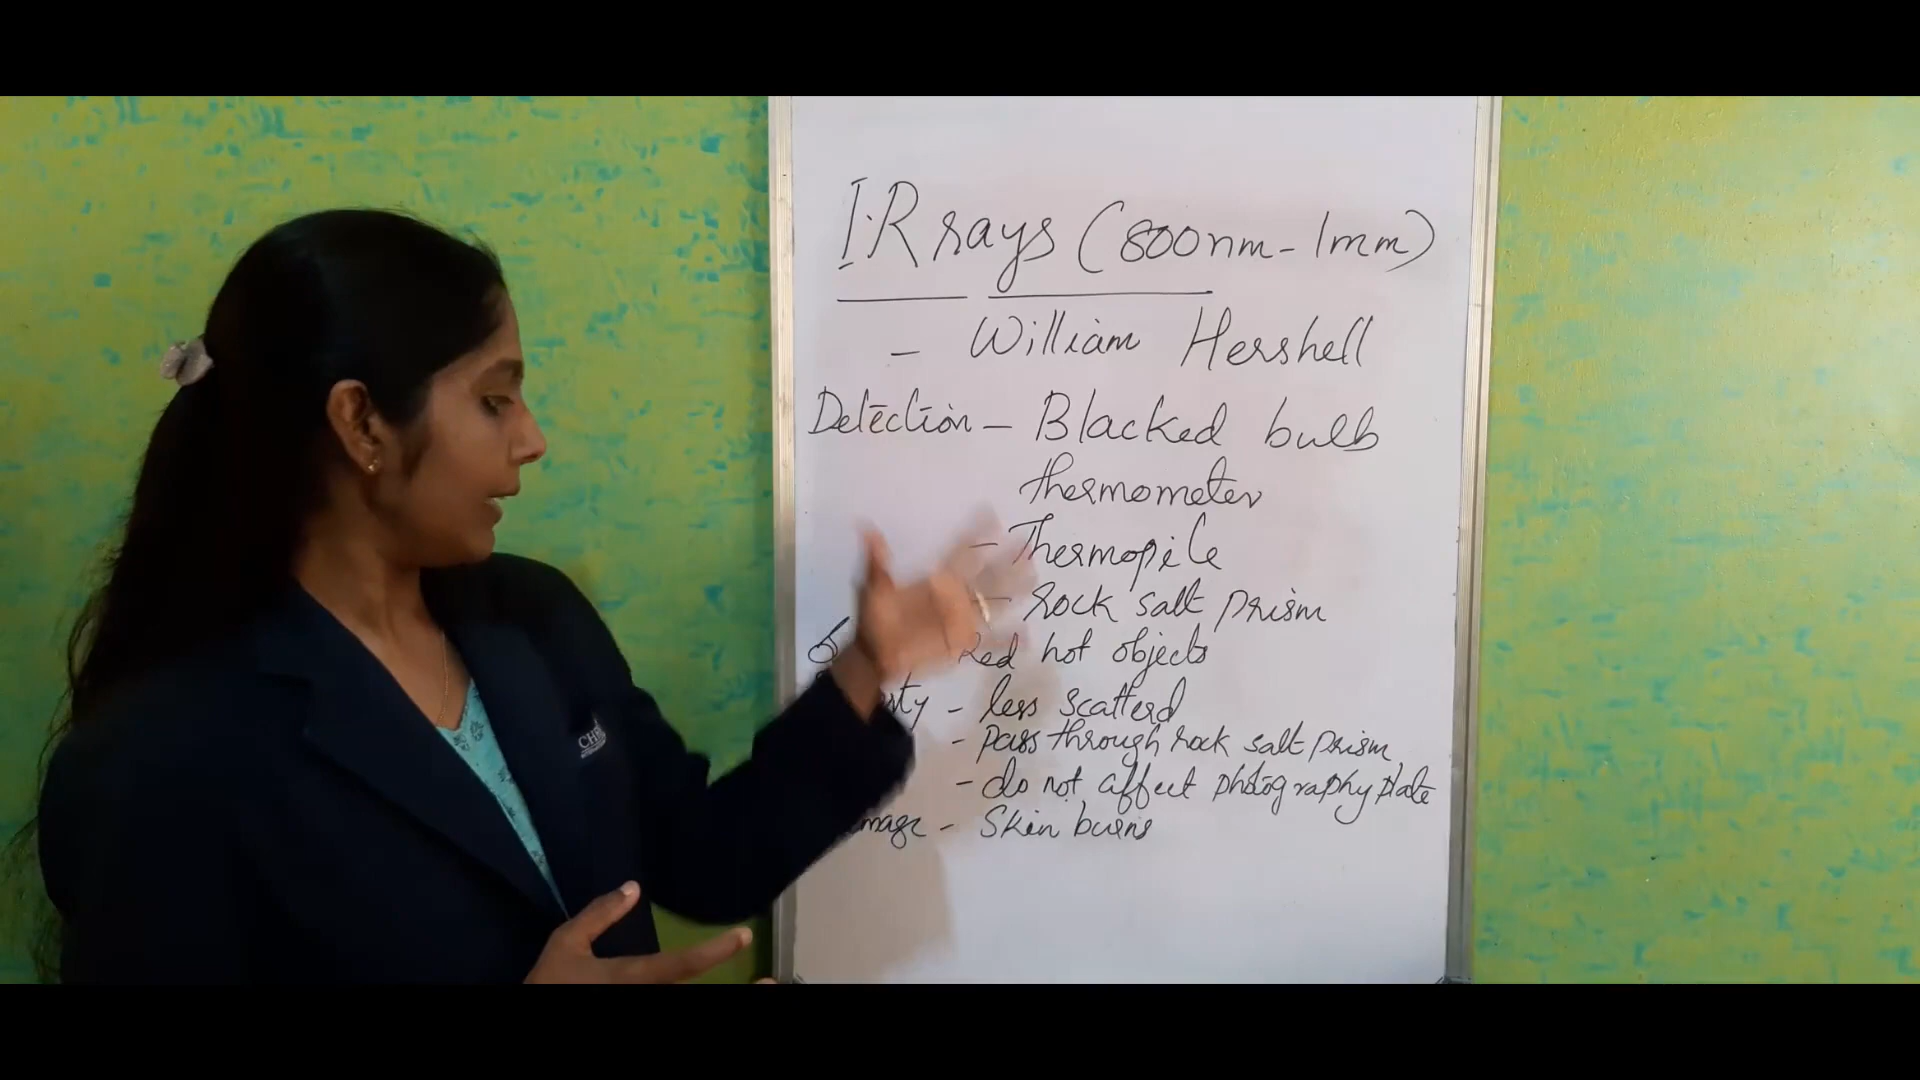 I.R rays (800nm - 1mm)
- William Hershell
Detection - Blacked bulb
thermometer
- Thermopile
- rock salt prism
Red hot objects
- less scatterd
- pass through rock salt prism
- do not affect photography plate
- Skin burns